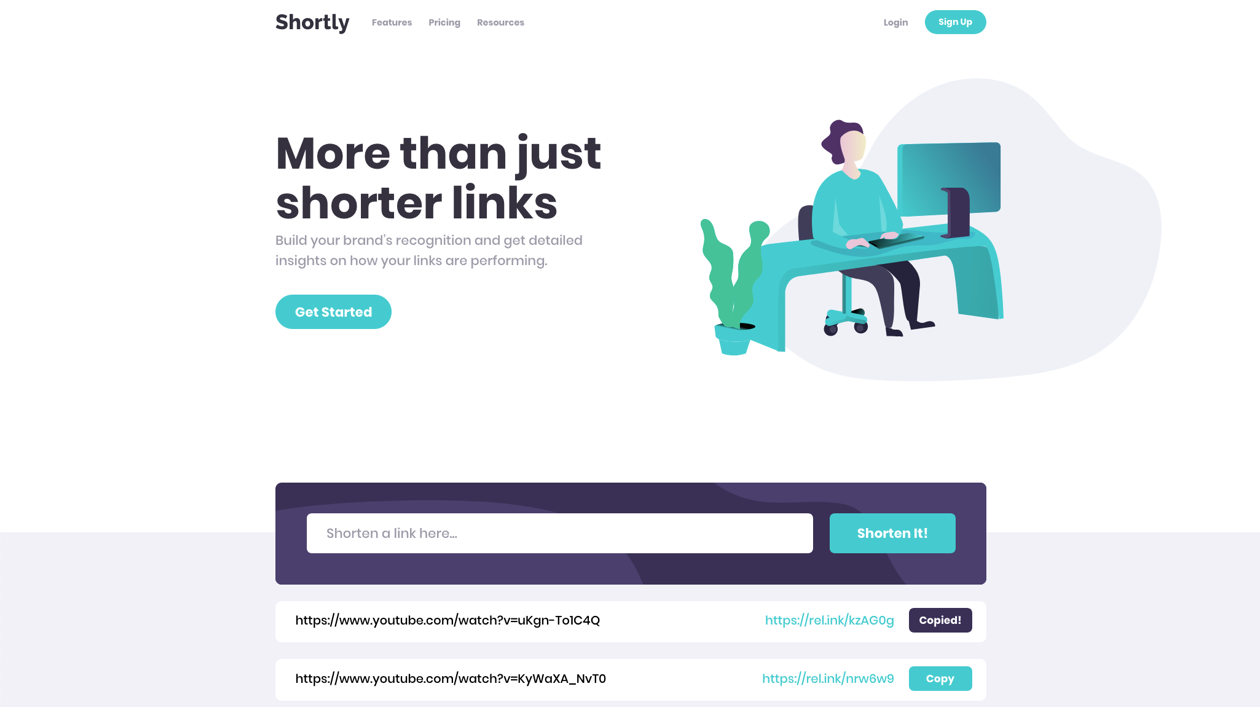 Shortly Features Pricing Resources Login Sign Up
More than just
shorter links
Build your brand's recognition and get detailed
insights on how your links are performing.
Get Started
Shorten a link here... Shorten It!
https://www.youtube.com/watch?v=uKgn-To1C4Q https://rel.ink/kzAG0g Copied!
https://www.youtube.com/watch?v=KyWaXA_NvT0 https://rel.ink/nrw6w9 Copy